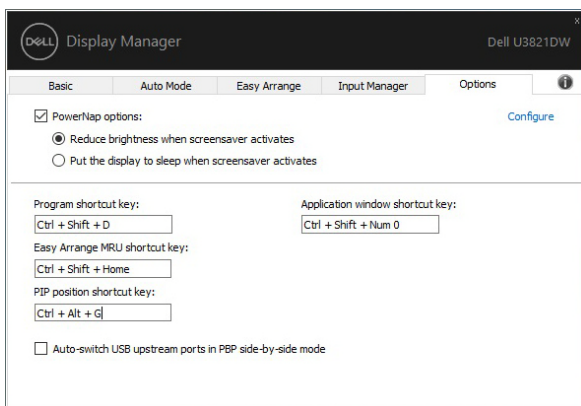 DELL Display Manager
x
Dell U3821DW
Basic
Auto Mode
Easy Arrange
Input Manager
Options
i
PowerNap options:
Configure
Reduce brightness when screensaver activates
Put the display to sleep when screensaver activates
Program shortcut key:
Application window shortcut key:
Ctrl + Shift + D
Ctrl + Shift + Num 0
Easy Arrange MRU shortcut key:
Ctrl + Shift + Home
PIP position shortcut key:
Ctrl + Alt + G
Auto-switch USB upstream ports in PBP side-by-side mode